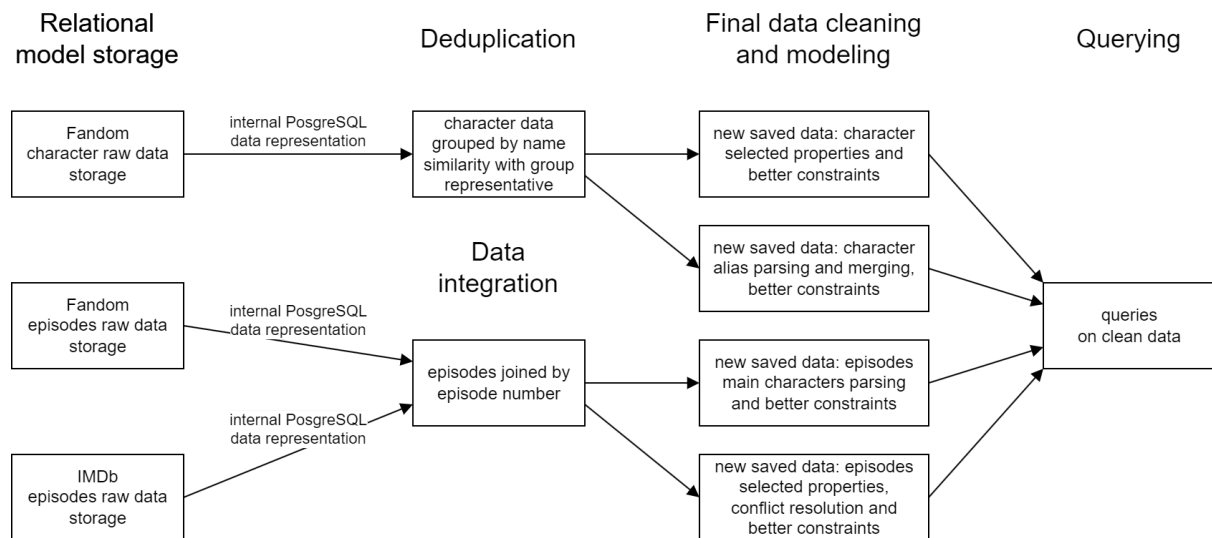 Relational
model storage
Deduplication
Final data cleaning
and modeling
Querying
Fandom
character raw data
storage
internal PosgreSQL
data representation
character data
grouped by name
similarity with group
representative
new saved data: character
selected properties and
better constraints
new saved data: character
alias parsing and merging,
better constraints
Data
integration
Fandom
episodes raw data
storage
internal PosgreSQL
data representation
episodes joined by
episode number
new saved data: episodes
main characters parsing
and better constraints
queries
on clean data
internal PosgreSQL
data representation
IMDb
episodes raw data
storage
new saved data: episodes
selected properties,
conflict resolution and
better constraints